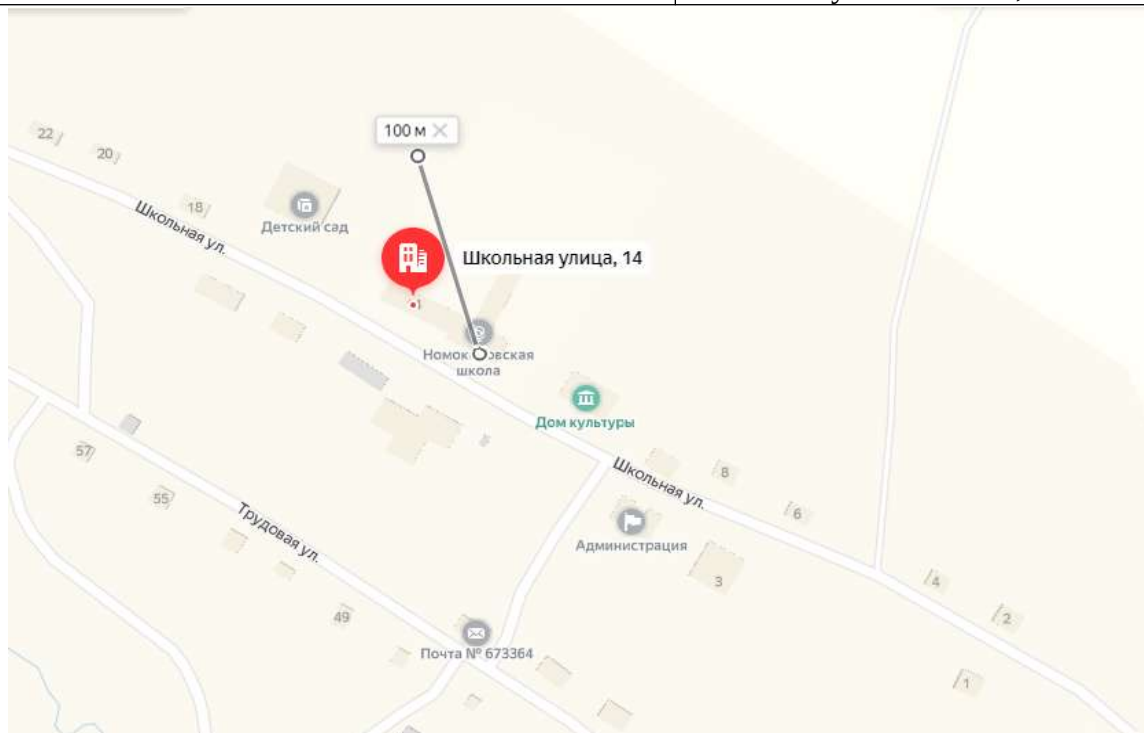 100 м
22
20
18
Школьная ул.
Детский сад
Школьная улица, 14
школа
Дом культуры
57
55
Трудовая ул.
49
Школьная ул.
8
6
Администрация
3
4
2
1
Почта № 673364